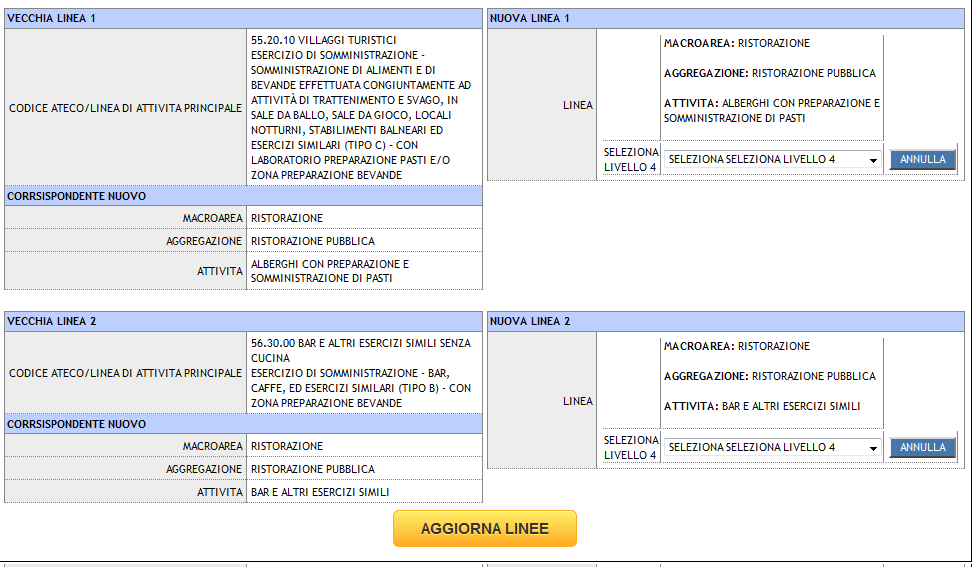 VECCHIA LINEA 1
CODICE ATECO/LINEA DI ATTIVITA PRINCIPALE
55.20.10 VILLAGGI TURISTICI
ESERCIZIO DI SOMMINISTRAZIONE -
SOMMINISTRAZIONE DI ALIMENTI E DI
BEVANDE EFFETTUATA CONGIUNTAMENTE AD
ATTIVITÀ DI TRATTENIMENTO E SVAGO, IN
SALE DA BALLO, SALE DA GIOCO, LOCALI
NOTTURNI, STABILIMENTI BALNEARI ED
ESERCIZI SIMILARI (TIPO C) - CON
LABORATORIO PREPARAZIONE PASTI E/O
ZONA PREPARAZIONE BEVANDE
CORRSISPONDENTE NUOVO
MACROAREA RISTORAZIONE
AGGREGAZIONE RISTORAZIONE PUBBLICA
ATTIVITA
ALBERGHI CON PREPARAZIONE E
SOMMINISTRAZIONE DI PASTI
NUOVA LINEA 1
LINEA
MACROAREA: RISTORAZIONE
AGGREGAZIONE: RISTORAZIONE PUBBLICA
ATTIVITA: ALBERGHI CON PREPARAZIONE E
SOMMINISTRAZIONE DI PASTI
SELEZIONA
LIVELLO 4
SELEZIONA SELEZIONA LIVELLO 4
ANNULLA
VECCHIA LINEA 2
CODICE ATECO/LINEA DI ATTIVITA PRINCIPALE
56.30.00 BAR E ALTRI ESERCIZI SIMILI SENZA
CUCINA
ESERCIZIO DI SOMMINISTRAZIONE - BAR,
CAFFE, ED ESERCIZI SIMILARI (TIPO B) - CON
ZONA PREPARAZIONE BEVANDE
CORRSISPONDENTE NUOVO
MACROAREA RISTORAZIONE
AGGREGAZIONE RISTORAZIONE PUBBLICA
ATTIVITA BAR E ALTRI ESERCIZI SIMILI
NUOVA LINEA 2
LINEA
MACROAREA: RISTORAZIONE
AGGREGAZIONE: RISTORAZIONE PUBBLICA
ATTIVITA: BAR E ALTRI ESERCIZI SIMILI
SELEZIONA
LIVELLO 4
SELEZIONA SELEZIONA LIVELLO 4
ANNULLA
AGGIORNA LINEE